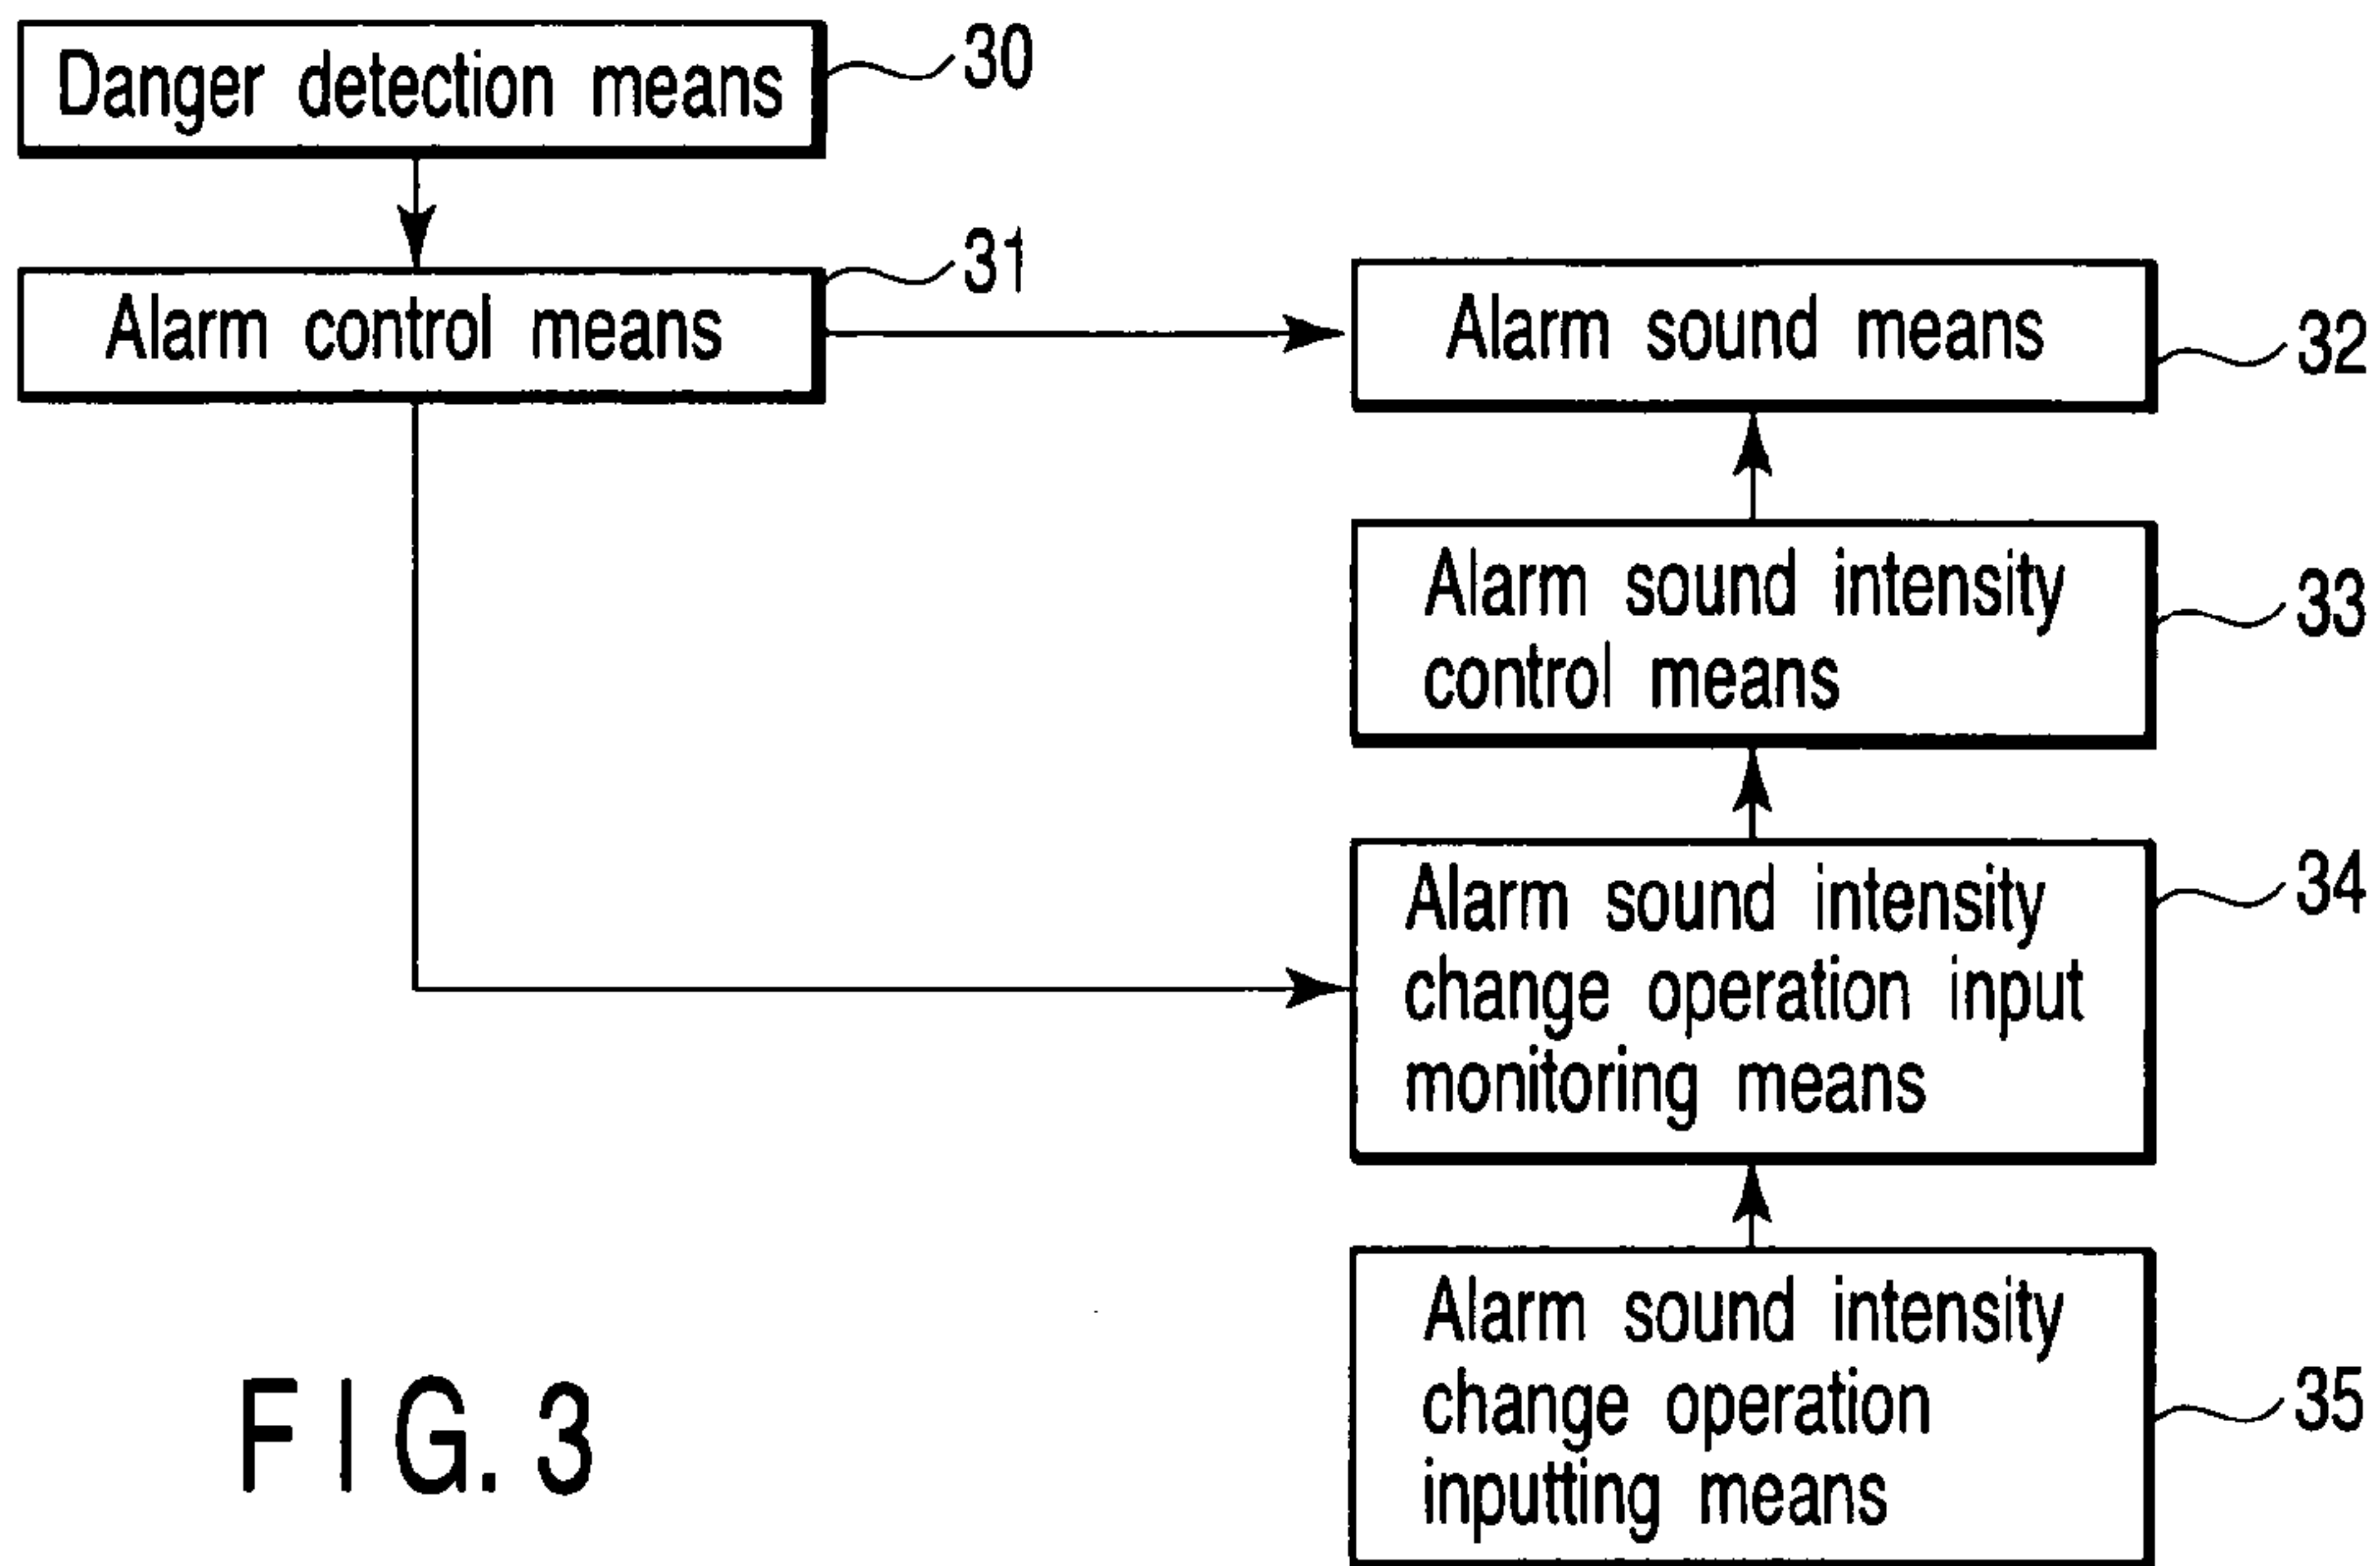 Danger detection means
30
Alarm control means
31
Alarm sound means
32
Alarm sound intensity
control means
33
Alarm sound intensity
change operation input
monitoring means
34
Alarm sound intensity
change operation
inputting means
35
FIG. 3